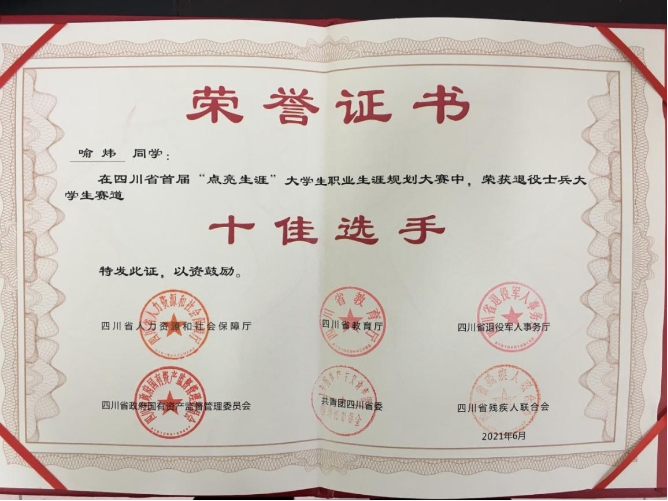 荣誉证书
喻炜 同学：
在四川省首届“点亮生涯”大学生职业生涯规划大赛中，荣获退役士兵大
学生赛道
十佳选手
特发此证，以资鼓励。
四川省人力资源和社会保障厅 四川省教育厅 四川省退役军人事务厅
四川省政府国有资产监督管理委员会 共青团四川省委 四川省残疾人联合会
2021年6月